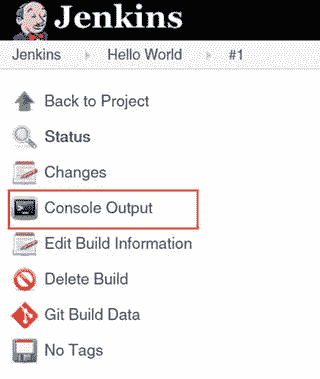 Jenkins
Jenkins Hello World #1
Back to Project
Status
Changes
Console Output
Edit Build Information
Delete Build
Git Build Data
No Tags